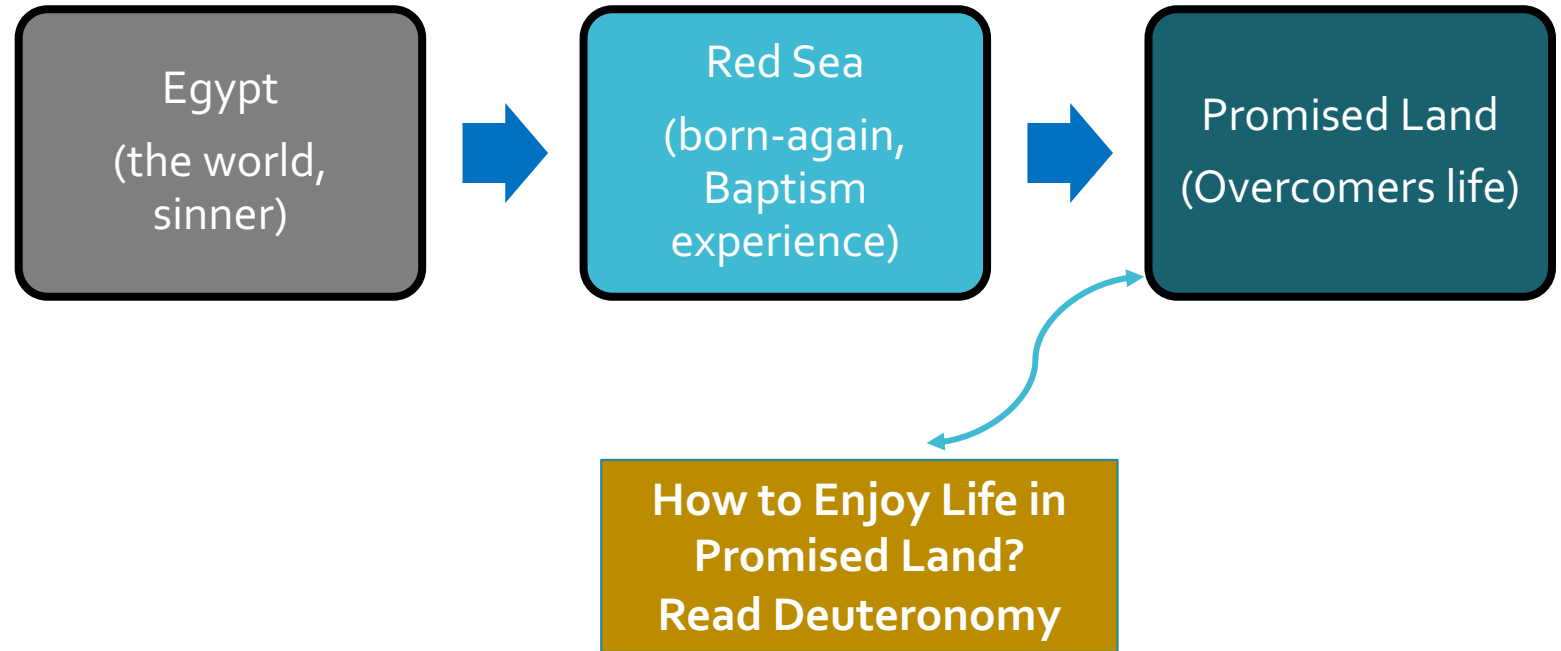 Egypt
(the world,
sinner)
Red Sea
(born-again,
Baptism
experience)
Promised Land
(Overcomers life)
How to Enjoy Life in
Promised Land?
Read Deuteronomy